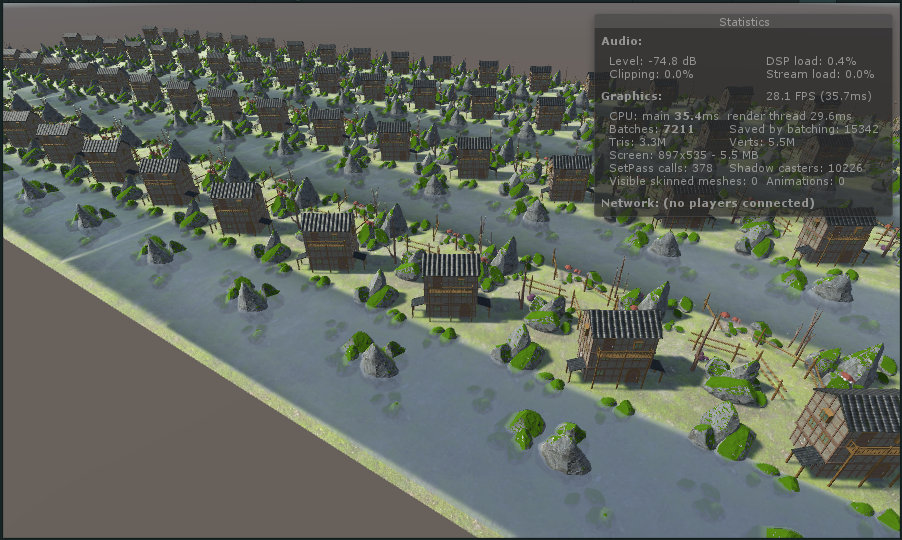 Statistics
Audio:
Level: -74.8 dB DSP load: 0.4%
Clipping: 0.0% Stream load: 0.0%
Graphics: 28.1 FPS (35.7ms)
CPU: main 35.4ms render thread 29.6ms
Batches: 7211 Saved by batching: 15342
Tris: 3.3M Verts: 5.5M
Screen: 897x535 - 5.5 MB
SetPass calls: 378 Shadow casters: 10226
Visible skinned meshes: 0 Animations: 0
Network: (no players connected)